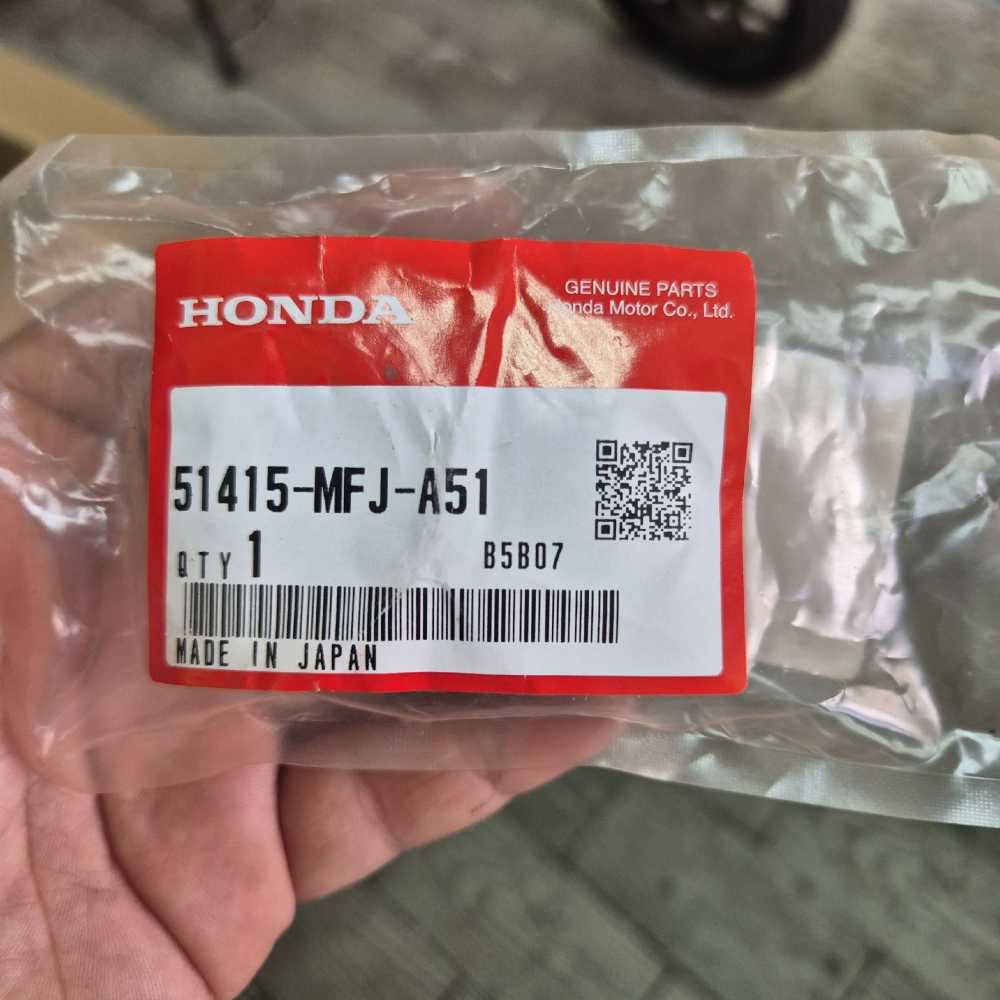 HONDA
GENUINE PARTS
Honda Motor Co., Ltd.
51415-MFJ-A51
QTY 1
B5B07
MADE IN JAPAN